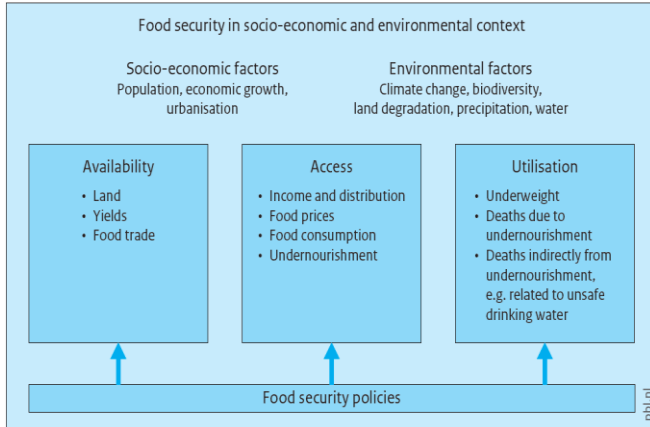 Food security in socio-economic and environmental context
Socio-economic factors
Population, economic growth,
urbanisation
Environmental factors
Climate change, biodiversity,
land degradation, precipitation, water
Availability
• Land
• Yields
• Food trade
Access
• Income and distribution
• Food prices
• Food consumption
• Undernourishment
Utilisation
• Underweight
• Deaths due to
undernourishment
• Deaths indirectly from
undernourishment,
e.g. related to unsafe
drinking water
Food security policies
pbl.nl